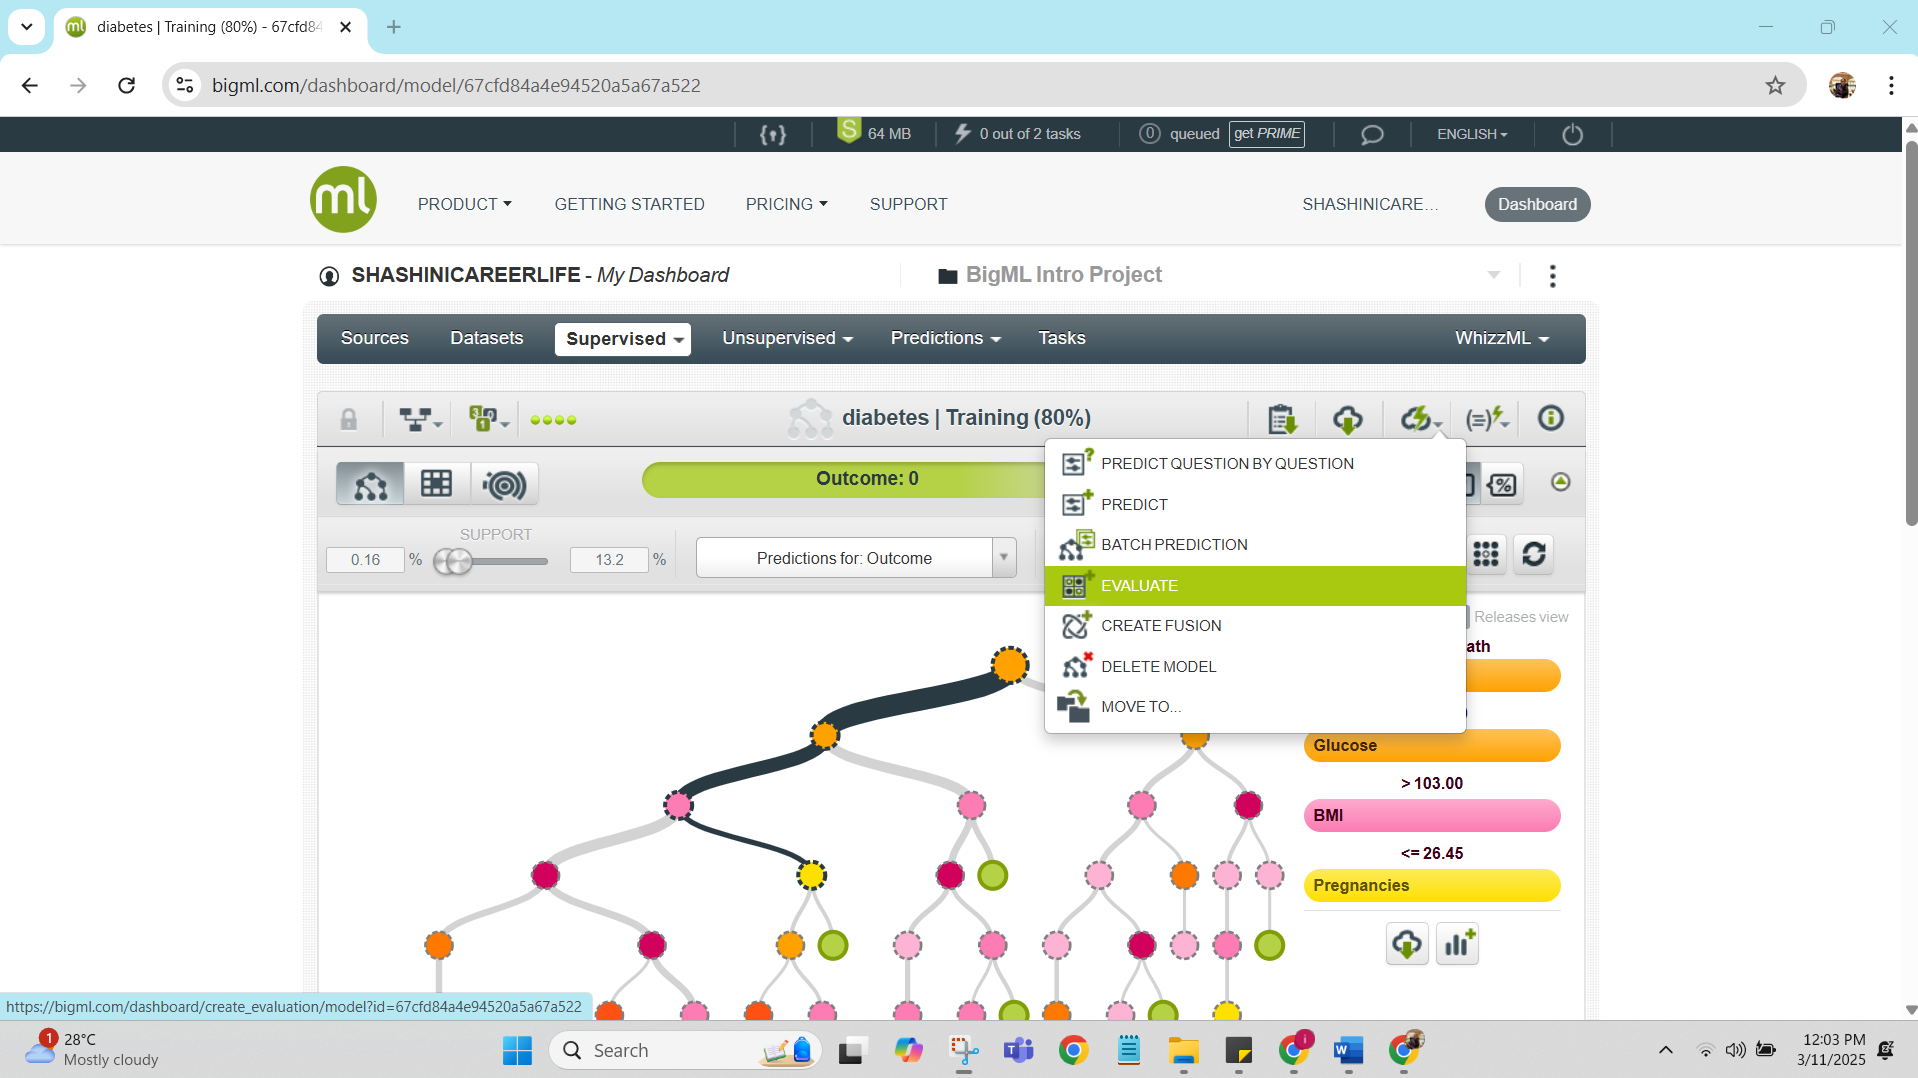 diabetes | Training (80%) - 67cfd84
bigml.com/dashboard/model/67cfd84a4e94520a5a67a522
S 64 MB 0 out of 2 tasks 0 queued get PRIME ENGLISH
ml PRODUCT GETTING STARTED PRICING SUPPORT SHASHINICARE... Dashboard
SHASHINICAREERLIFE - My Dashboard BigML Intro Project
Sources Datasets Supervised Unsupervised Predictions Tasks WhizzML
diabetes | Training (80%)
Outcome: 0
SUPPORT
0.16 % 13.2 % Predictions for: Outcome
PREDICT QUESTION BY QUESTION
PREDICT
BATCH PREDICTION
EVALUATE
CREATE FUSION
DELETE MODEL
MOVE TO...
Releases view
ath
Glucose
> 103.00
BMI
<= 26.45
Pregnancies
https://bigml.com/dashboard/create_evaluation/model?id=67cfd84a4e94520a5a67a522
1 28°C
Mostly cloudy
Search
12:03 PM
3/11/2025